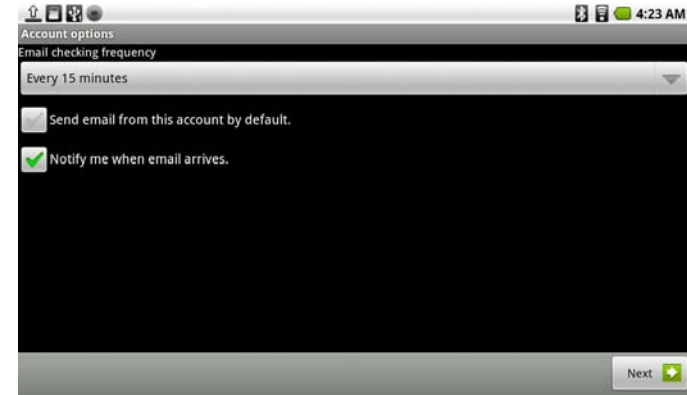 4:23 AM
Account options
Email checking frequency
Every 15 minutes
Send email from this account by default.
Notify me when email arrives.
Next